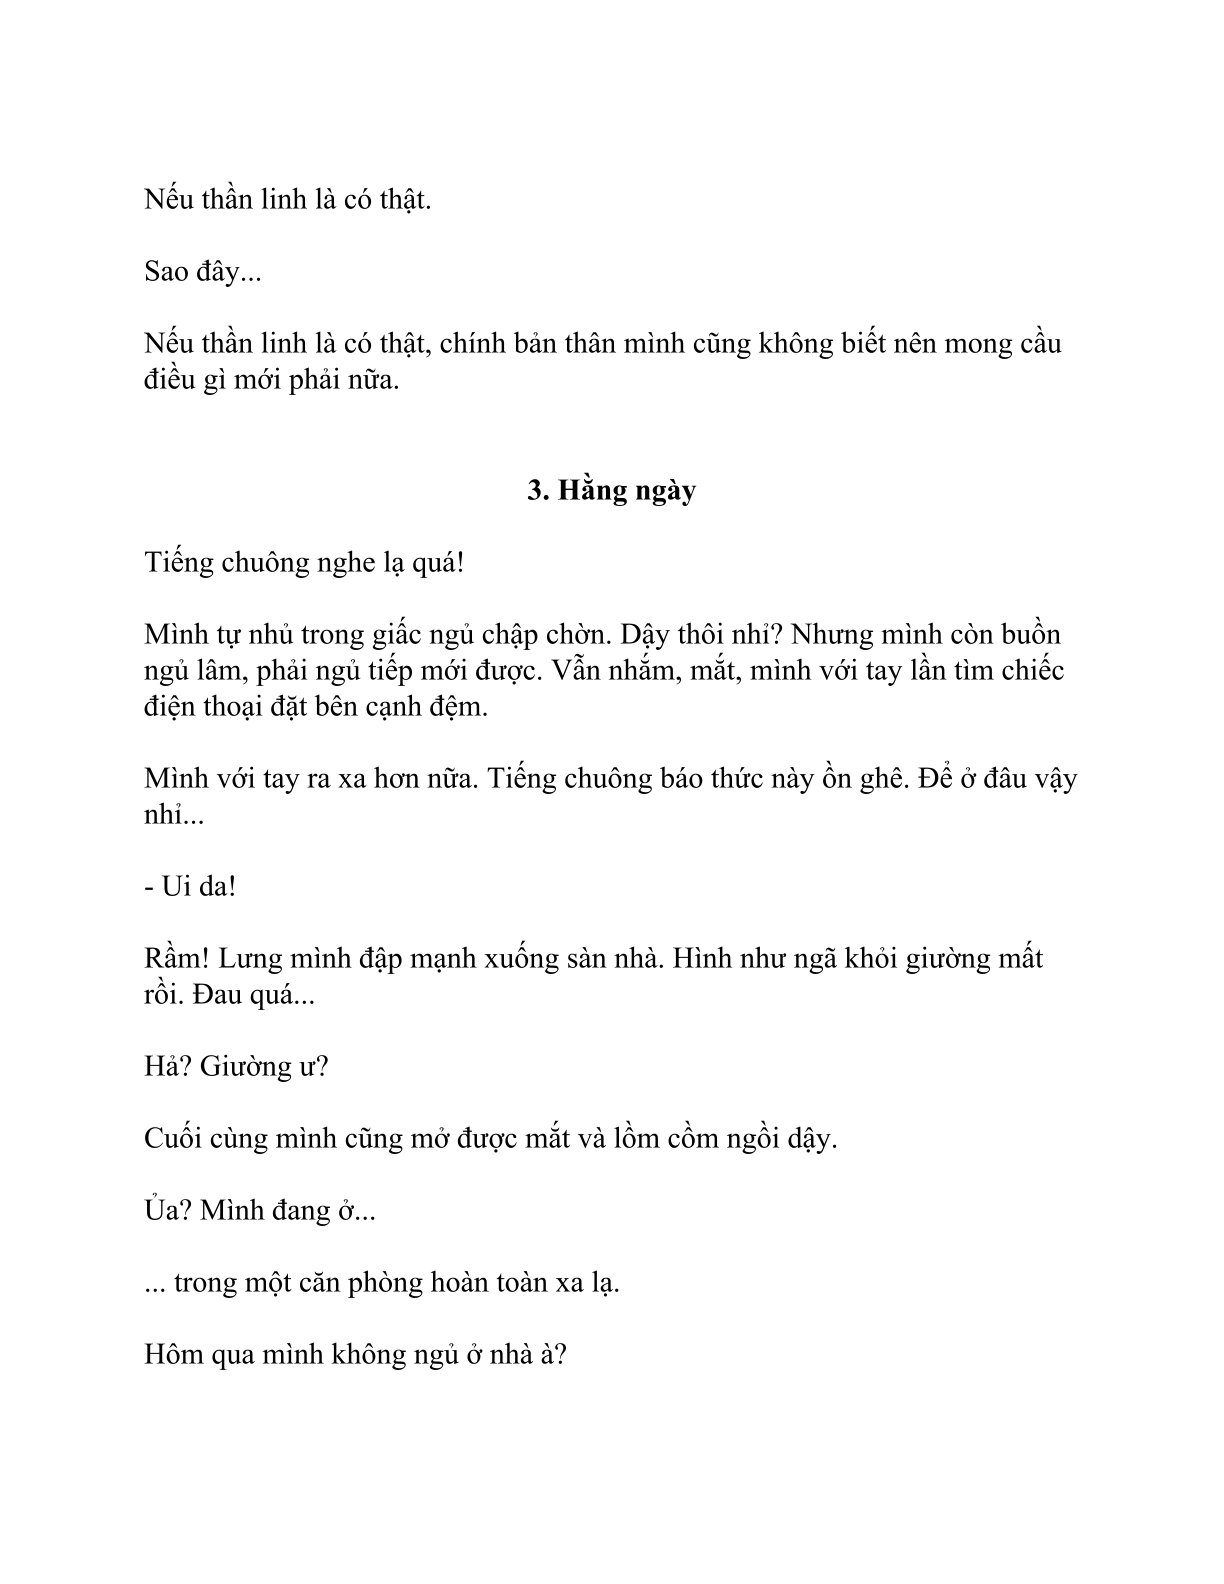 Nếu thần linh là có thật.
Sao đây...
Nếu thần linh là có thật, chính bản thân mình cũng không biết nên mong cầu
điều gì mới phải nữa.
3. Hằng ngày
Tiếng chuông nghe lạ quá!
Mình tự nhủ trong giấc ngủ chập chờn. Dậy thôi nhỉ? Nhưng mình còn buồn
ngủ lâm, phải ngủ tiếp mới được. Vẫn nhắm, mắt, mình với tay lần tìm chiếc
điện thoại đặt bên cạnh đệm.
Mình với tay ra xa hơn nữa. Tiếng chuông báo thức này ồn ghê. Để ở đâu vậy
nhỉ...
- Ui da!
Rầm! Lưng mình đập mạnh xuống sàn nhà. Hình như ngã khỏi giường mất
rồi. Đau quá...
Hả? Giường ư?
Cuối cùng mình cũng mở được mắt và lồm cồm ngồi dậy.
Ủa? Mình đang ở...
... trong một căn phòng hoàn toàn xa lạ.
Hôm qua mình không ngủ ở nhà à?